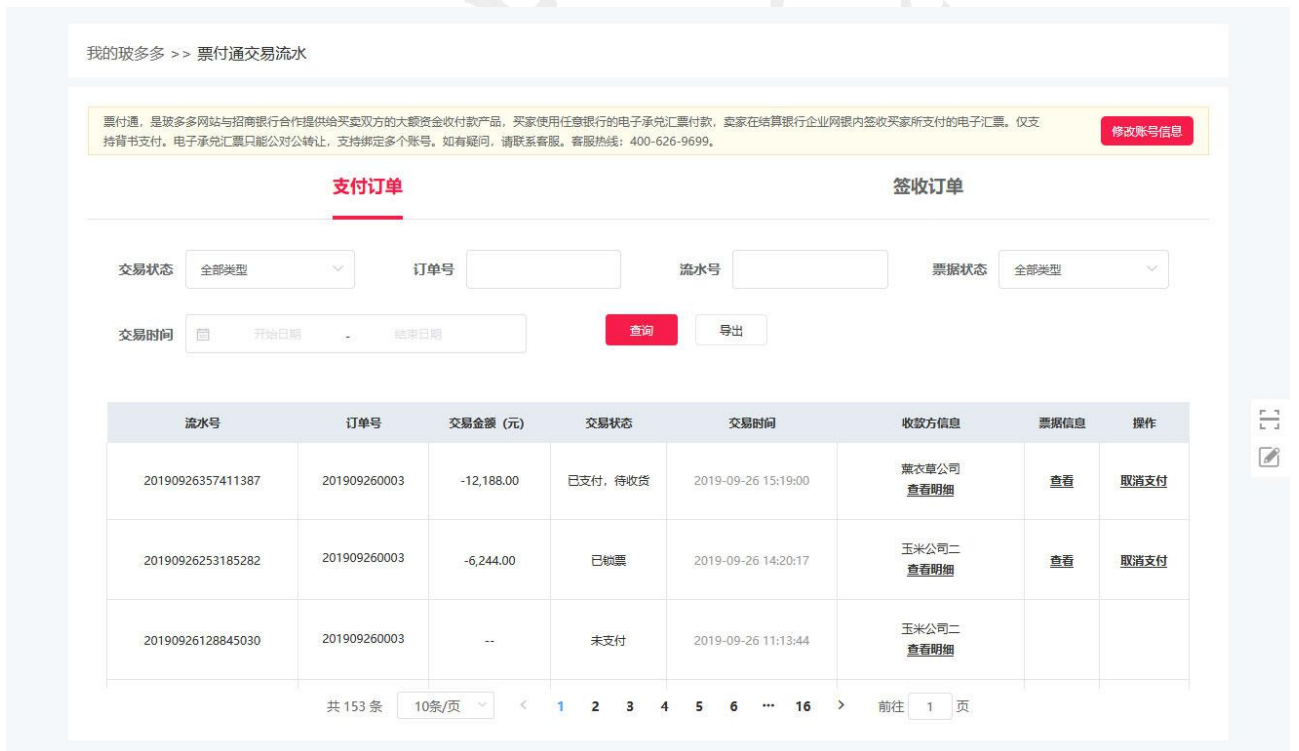 我的玻多多 >> 票付通交易流水
票付通，是玻多多网站与招商银行合作提供给买卖双方的大额资金收付款产品，买家使用任意银行的电子承兑汇票付款，卖家在结算银行企业网银内签收买家所支付的电子汇票。仅支
持背书支付。电子承兑汇票只能公对公转让，支持绑定多个账号。如有疑问，请联系客服。客服热线：400-626-9699。
修改账号信息
支付订单 签收订单
交易状态 全部类型 订单号 流水号 票据状态 全部类型
交易时间 开始日期 - 结束日期 查询 导出
流水号 订单号 交易金额（元） 交易状态 交易时间 收款方信息 票据信息 操作
20190926357411387 201909260003 -12,188.00 已支付，待收货 2019-09-26 15:19:00 薰衣草公司 查看 取消支付
查看明细
20190926253185282 201909260003 -6,244.00 已锁票 2019-09-26 14:20:17 玉米公司二 查看 取消支付
查看明细
20190926128845030 201909260003 -- 未支付 2019-09-26 11:13:44 玉米公司二
查看明细
共 153 条 10条/页 < 1 2 3 4 5 6 ··· 16 > 前往 1 页